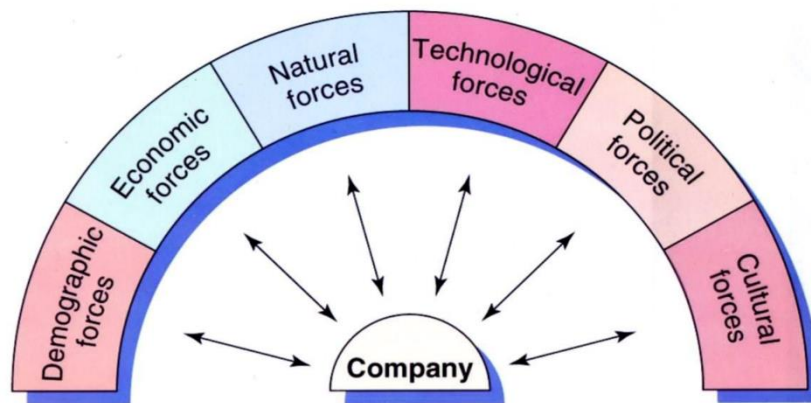 Demographic
forces
Economic
forces
Natural
forces
Technological
forces
Political
forces
Cultural
forces
Company